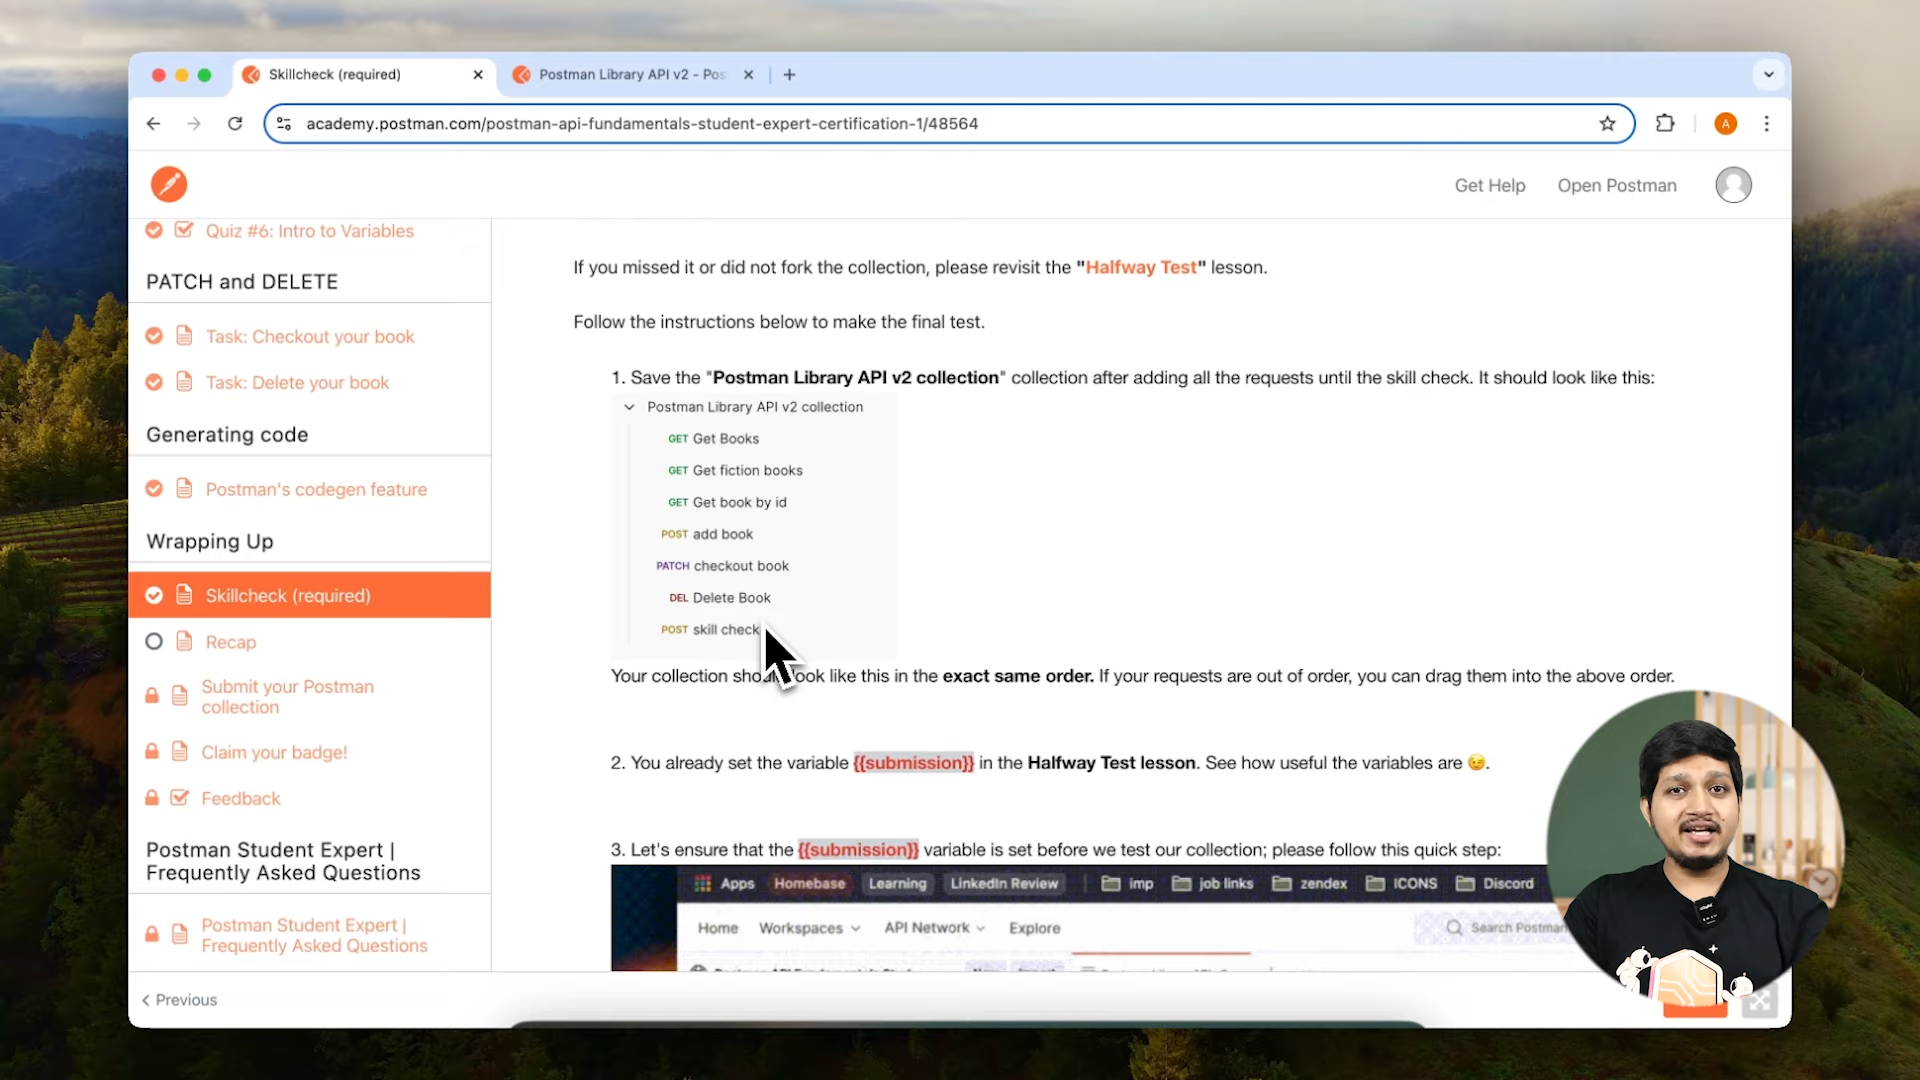 Skillcheck (required)
Postman Library API v2 - Pos
academy.postman.com/postman-api-fundamentals-student-expert-certification-1/48564
A
Get Help
Open Postman
Quiz #6: Intro to Variables
PATCH and DELETE
Task: Checkout your book
Task: Delete your book
Generating code
Postman's codegen feature
Wrapping Up
Skillcheck (required)
Recap
Submit your Postman
collection
Claim your badge!
Feedback
Postman Student Expert |
Frequently Asked Questions
Postman Student Expert |
Frequently Asked Questions
Previous
If you missed it or did not fork the collection, please revisit the "Halfway Test" lesson.
Follow the instructions below to make the final test.
1. Save the "Postman Library API v2 collection" collection after adding all the requests until the skill check. It should look like this:
Postman Library API v2 collection
GET Get Books
GET Get fiction books
GET Get book by id
POST add book
PATCH checkout book
DEL Delete Book
POST skill check
Your collection should look like this in the exact same order. If your requests are out of order, you can drag them into the above order.
2. You already set the variable {{submission}} in the Halfway Test lesson. See how useful the variables are 😉.
3. Let's ensure that the {{submission}} variable is set before we test our collection; please follow this quick step:
Apps Homebase Learning LinkedIn Review imp job links zendex ICONS Discord
Home Workspaces API Network Explore Search Postman